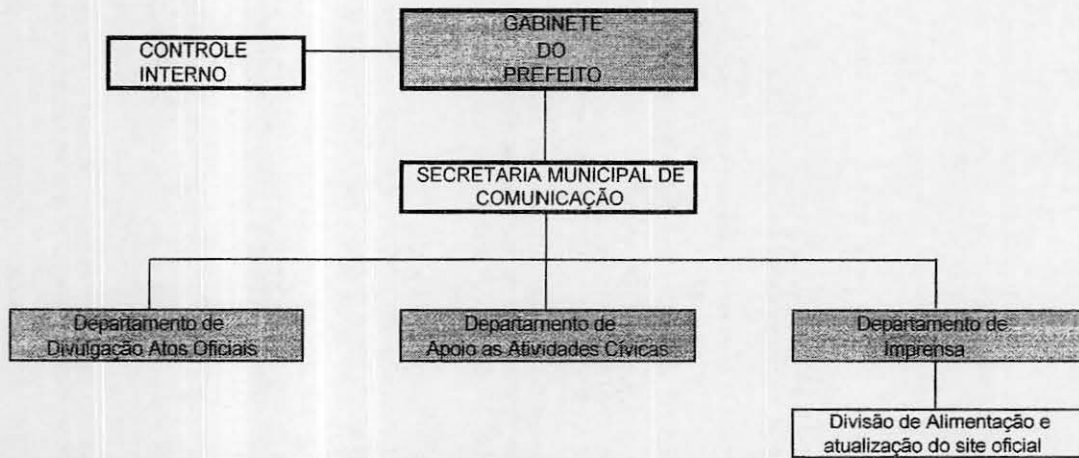 GABINETE
DO
PREFEITO
CONTROLE
INTERNO
SECRETARIA MUNICIPAL DE
COMUNICAÇÃO
Departamento de
Divulgação Atos Oficiais
Departamento de
Apoio as Atividades Cívicas
Departamento de
Imprensa
Divisão de Alimentação e
atualização do site oficial